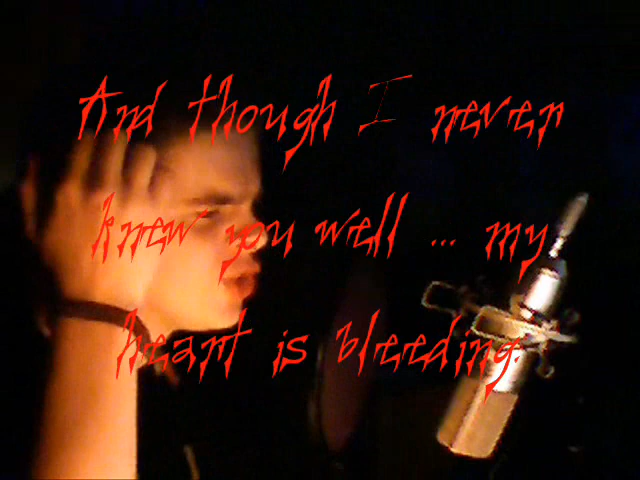 And though I never
knew you well ... my
heart is bleeding.